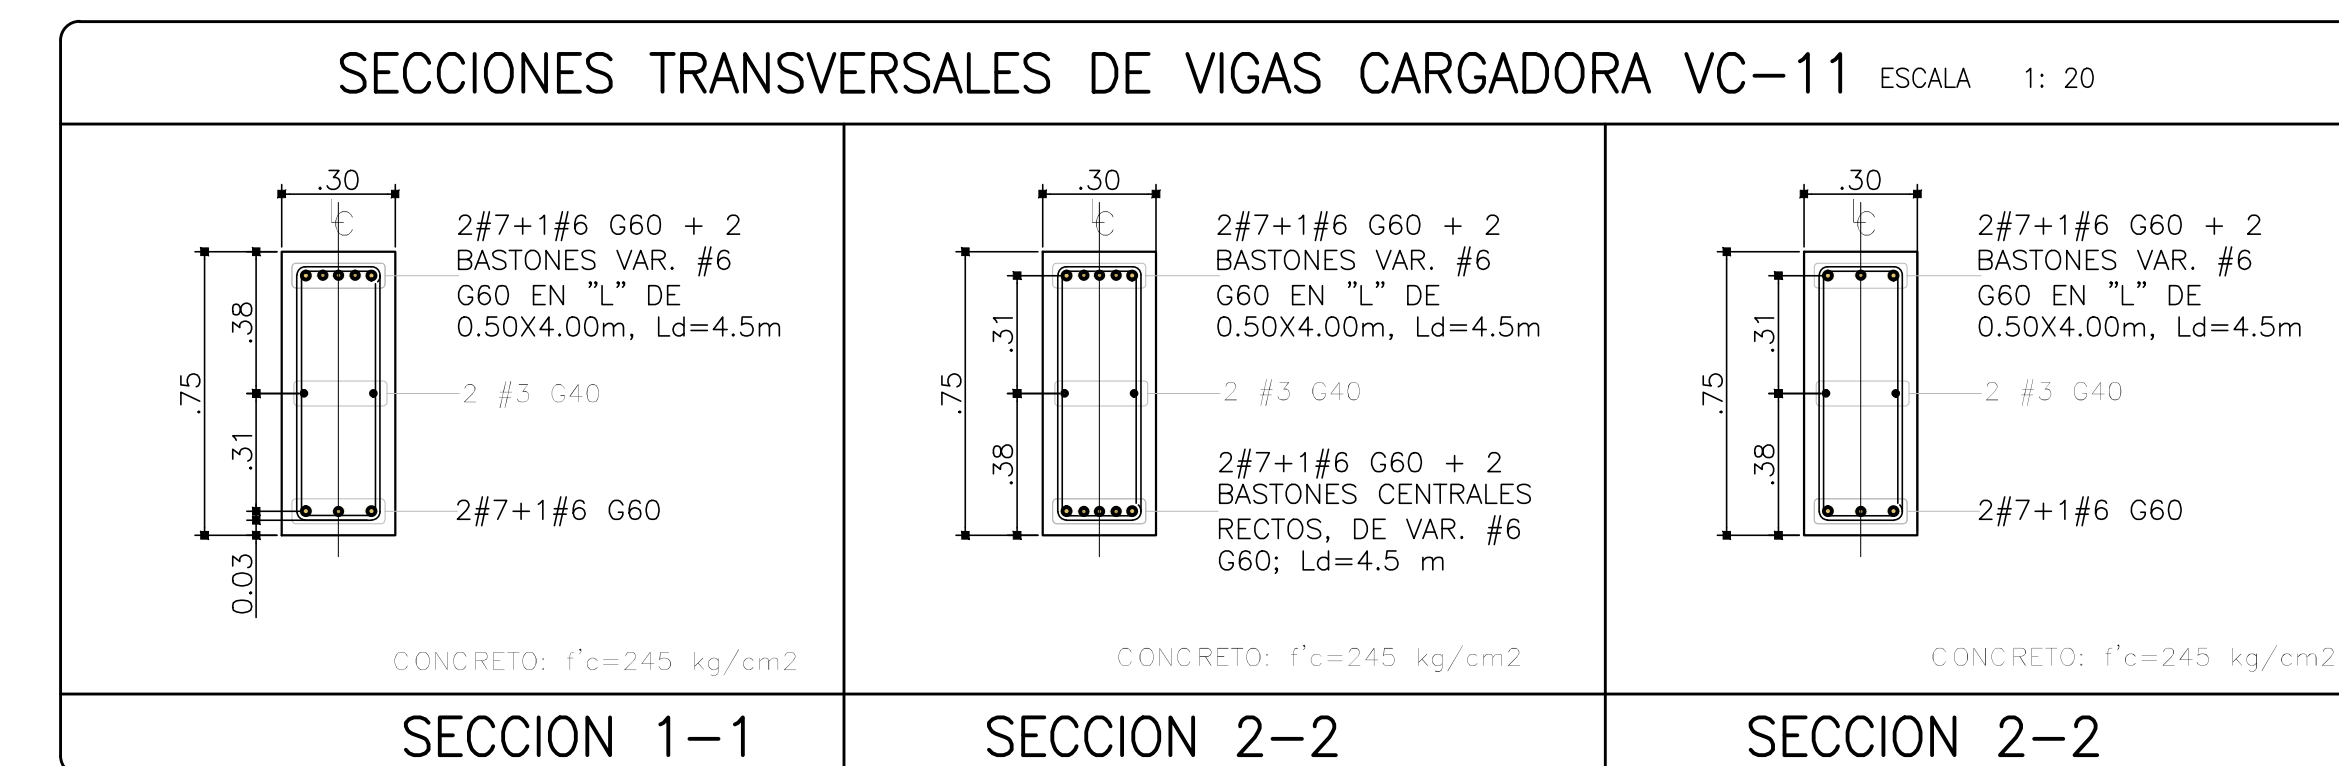 SECCIONES TRANSVERSALES DE VIGAS CARGADORA VC-11 ESCALA 1: 20
.30
℄
2#7+1#6 G60 + 2
BASTONES VAR. #6
G60 EN "L" DE
0.50X4.00m, Ld=4.5m
.38
.75
2 #3 G40
.31
2#7+1#6 G60
0.03
CONCRETO: f'c=245 kg/cm2
SECCION 1-1
.30
℄
2#7+1#6 G60 + 2
BASTONES VAR. #6
G60 EN "L" DE
0.50X4.00m, Ld=4.5m
.31
.75
2 #3 G40
.38
2#7+1#6 G60 + 2
BASTONES CENTRALES
RECTOS, DE VAR. #6
G60; Ld=4.5 m
CONCRETO: f'c=245 kg/cm2
SECCION 2-2
.30
℄
2#7+1#6 G60 + 2
BASTONES VAR. #6
G60 EN "L" DE
0.50X4.00m, Ld=4.5m
.31
.75
2 #3 G40
.38
2#7+1#6 G60
CONCRETO: f'c=245 kg/cm2
SECCION 2-2